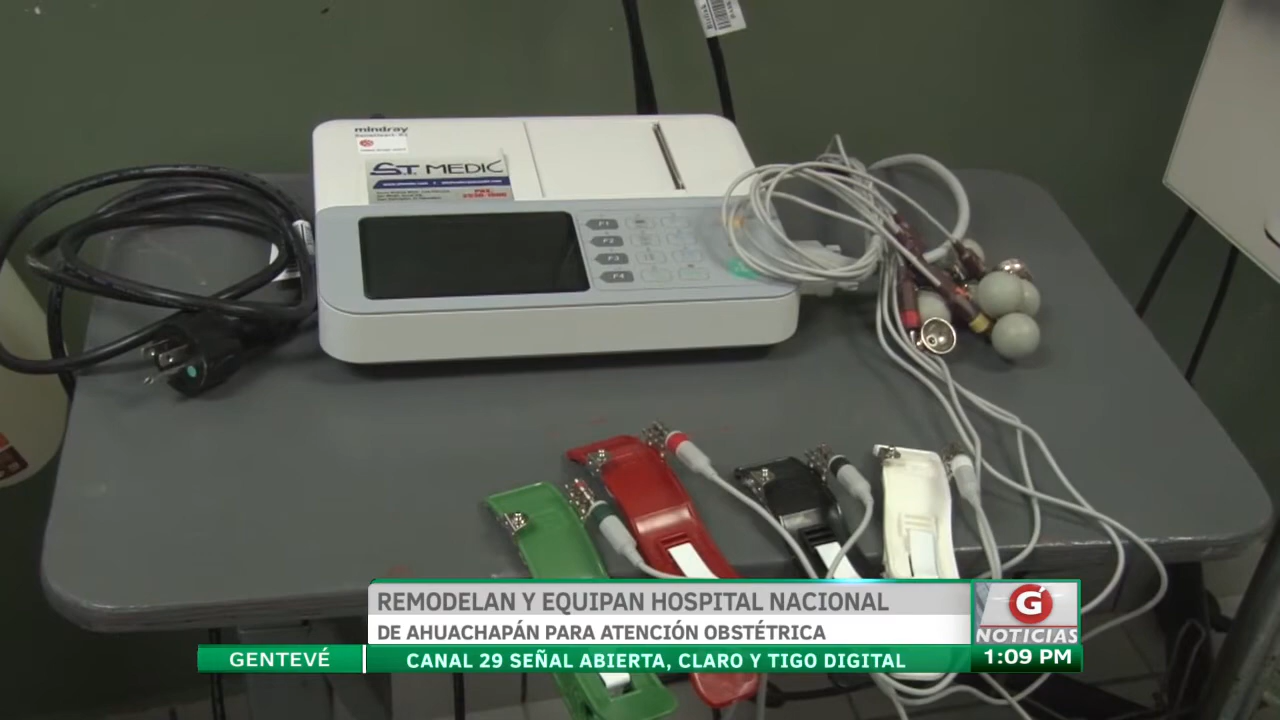 mindray
S.T. MEDIC
F1
F2
F3
F4
REMODELAN Y EQUIPAN HOSPITAL NACIONAL
DE AHUACHAPÁN PARA ATENCIÓN OBSTÉTRICA
G
NOTICIAS
GENTEVÉ
CANAL 29 SEÑAL ABIERTA, CLARO Y TIGO DIGITAL
1:09 PM